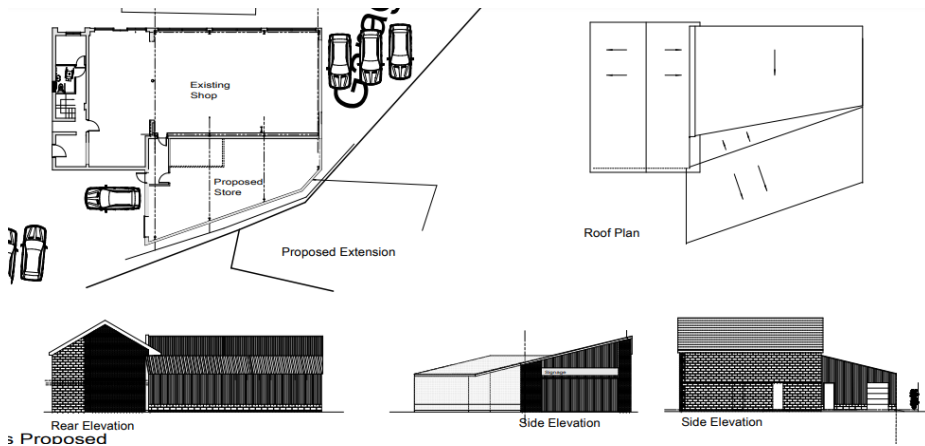 Existing
Shop
Proposed
Store
Proposed Extension
Roof Plan
Signage
Rear Elevation
Side Elevation
Side Elevation
s Proposed